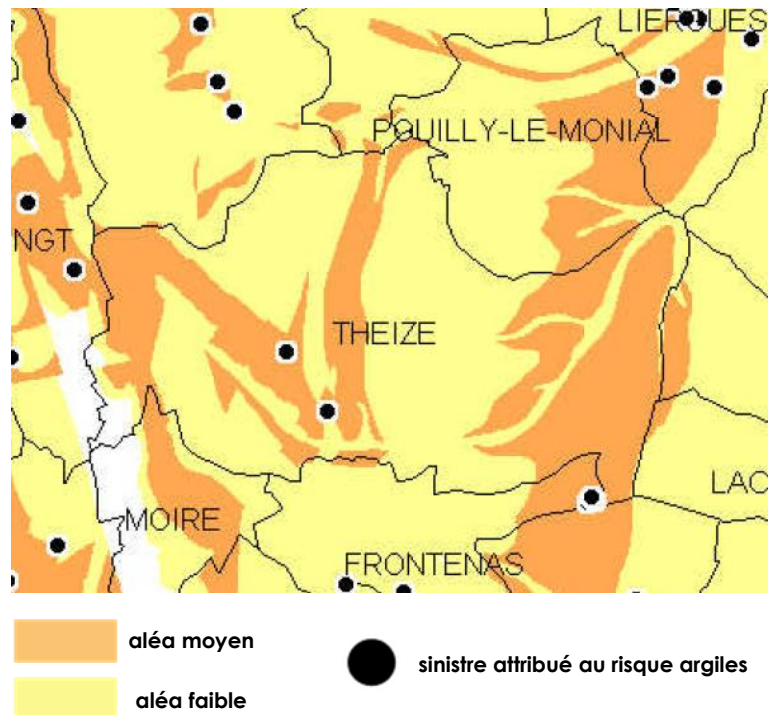 LIERGUES
POUILLY-LE-MONIAL
NGT
THEIZE
LAC
MOIRE
FRONTENAS
aléa moyen
sinistre attribué au risque argiles
aléa faible